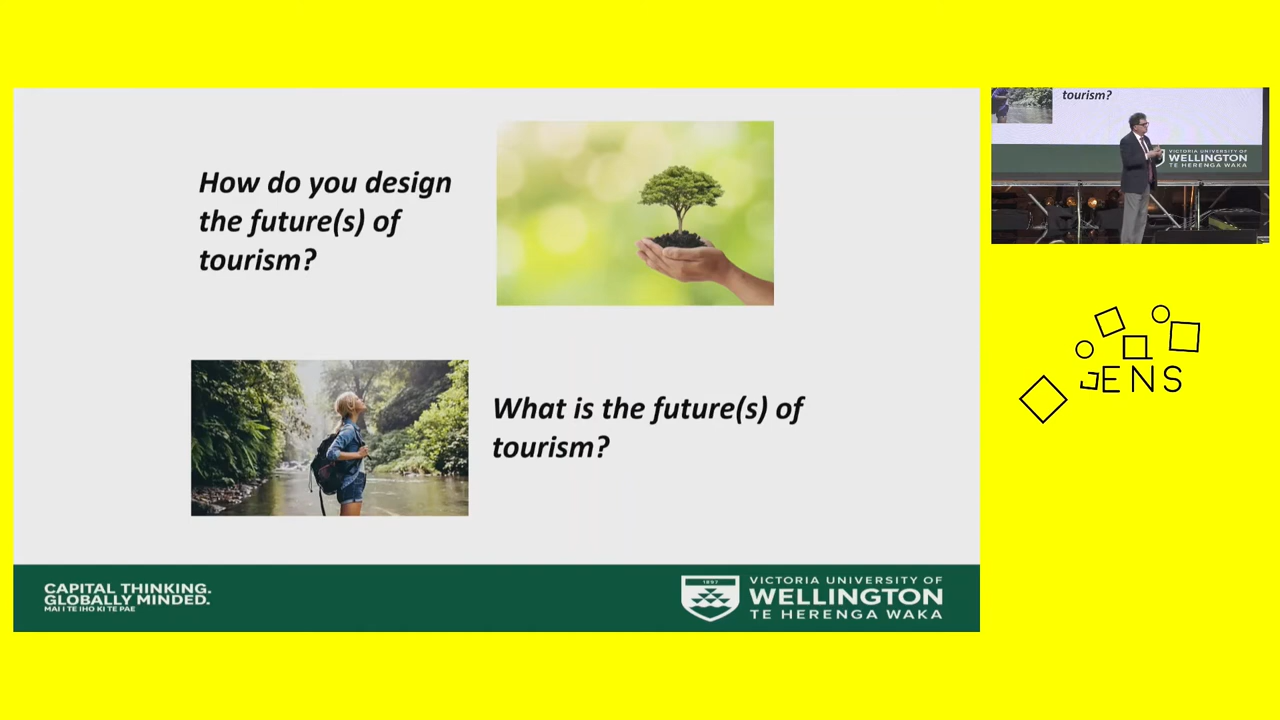 How do you design
the future(s) of
tourism?
What is the future(s) of
tourism?
CAPITAL THINKING.
GLOBALLY MINDED.
MAI I TE IHO KI TE PAE
1897
VICTORIA UNIVERSITY OF
WELLINGTON
TE HERENGA WAKA
tourism?
VICTORIA UNIVERSITY OF
WELLINGTON
TE HERENGA WAKA
JENS